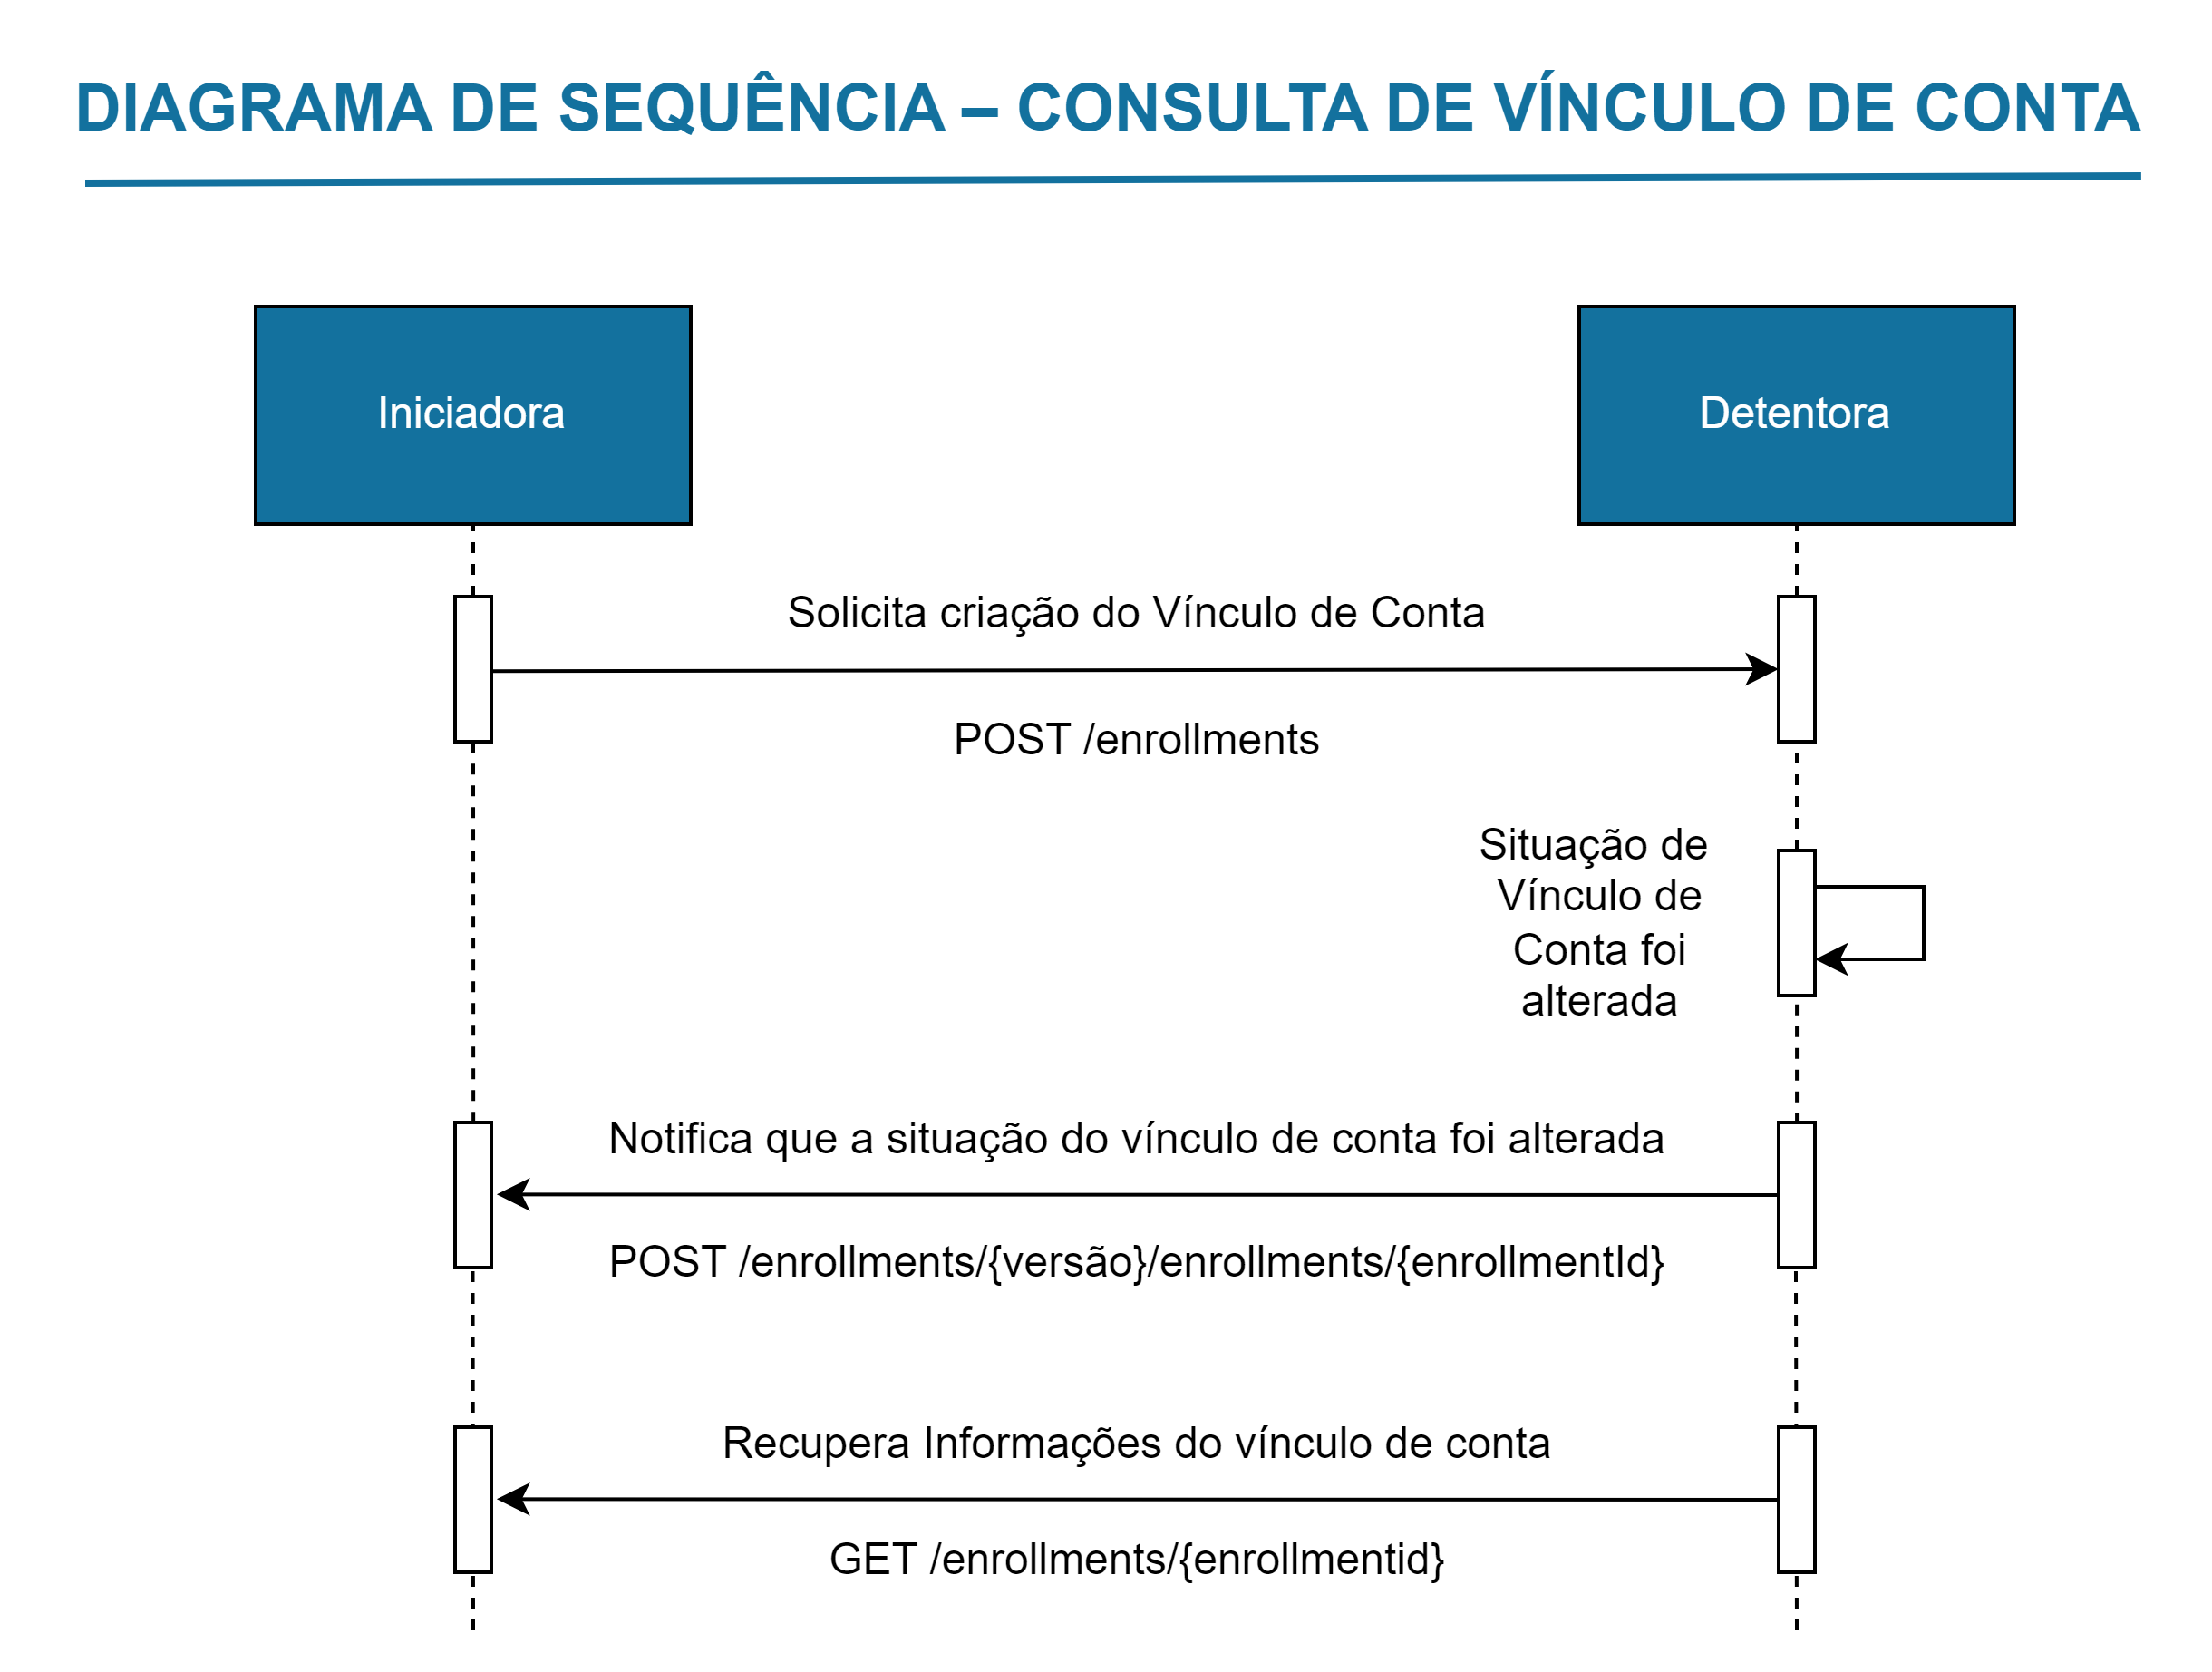 DIAGRAMA DE SEQUÊNCIA – CONSULTA DE VÍNCULO DE CONTA
Iniciadora
Detentora
Solicita criação do Vínculo de Conta
POST /enrollments
Situação de
Vínculo de
Conta foi
alterada
Notifica que a situação do vínculo de conta foi alterada
POST /enrollments/{versão}/enrollments/{enrollmentId}
Recupera Informações do vínculo de conta
GET /enrollments/{enrollmentid}